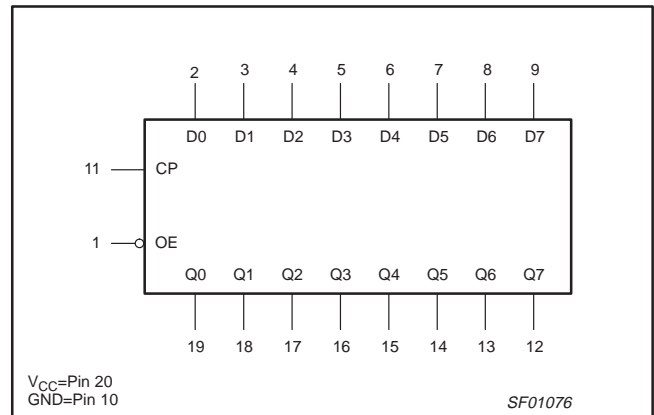 2 3 4 5 6 7 8 9
D0 D1 D2 D3 D4 D5 D6 D7
11 CP
1 OE
Q0 Q1 Q2 Q3 Q4 Q5 Q6 Q7
19 18 17 16 15 14 13 12
VCC=Pin 20
GND=Pin 10
SF01076